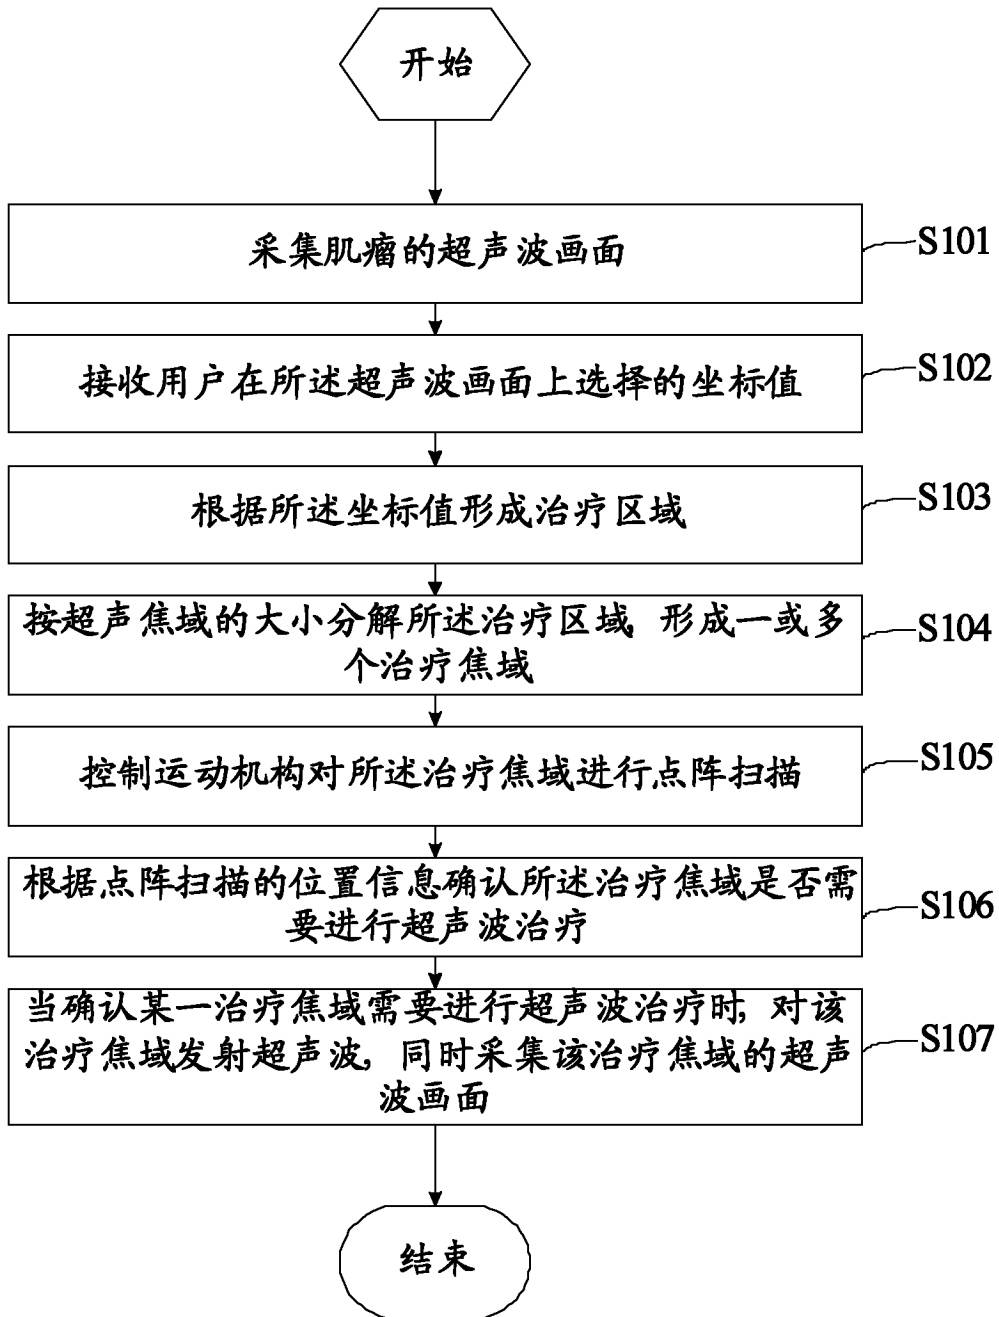 开始
采集肌瘤的超声波画面
S101
接收用户在所述超声波画面上选择的坐标值
S102
根据所述坐标值形成治疗区域
S103
按超声焦域的大小分解所述治疗区域, 形成一或多
个治疗焦域
S104
控制运动机构对所述治疗焦域进行点阵扫描
S105
根据点阵扫描的位置信息确认所述治疗焦域是否需
要进行超声波治疗
S106
当确认某一治疗焦域需要进行超声波治疗时, 对该
治疗焦域发射超声波, 同时采集该治疗焦域的超声
波画面
S107
结束